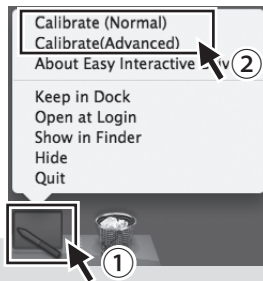 Calibrate (Normal)
Calibrate(Advanced)
About Easy Interactive
②
Keep in Dock
Open at Login
Show in Finder
Hide
Quit
①